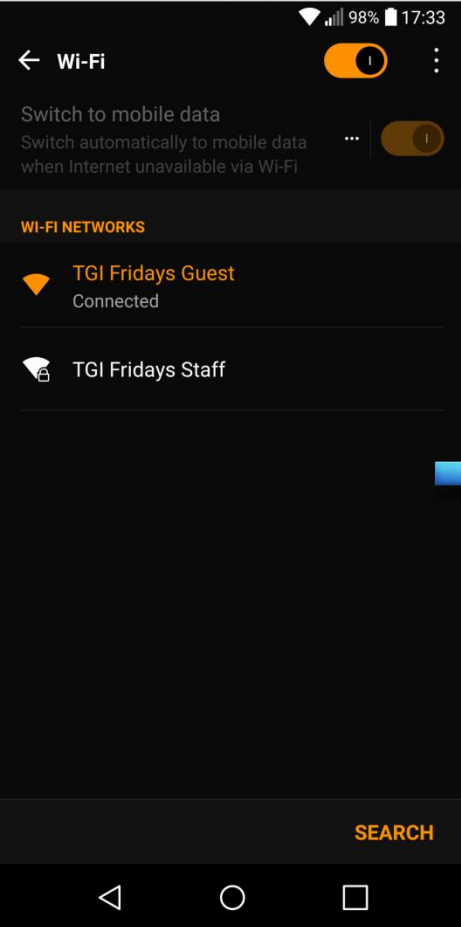 98% 17:33
Wi-Fi
Switch to mobile data
Switch automatically to mobile data
when Internet unavailable via Wi-Fi
WI-FI NETWORKS
TGI Fridays Guest
Connected
TGI Fridays Staff
SEARCH